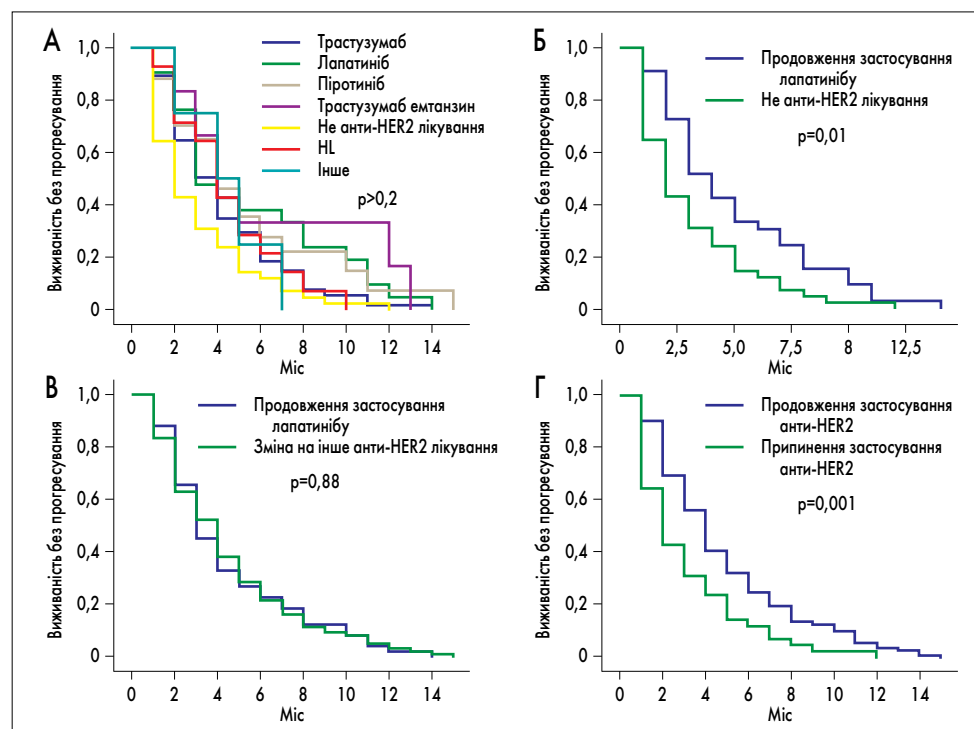 А
Виживаність без прогресування
1,0
0,8
0,6
0,4
0,2
0
Трастузумаб
Лапатиніб
Піротиніб
Трастузумаб емтанзин
Не анти-HER2 лікування
HL
Інше
p>0,2
0 2 4 6 8 10 12 14
Міс
Б
Виживаність без прогресування
1,0
0,8
0,6
0,4
0,2
0
Продовження застосування
лапатинібу
Не анти-HER2 лікування
p=0,01
0 2,5 5,0 7,5 8 12,5
Міс
В
Виживаність без прогресування
1,0
0,8
0,6
0,4
0,2
0
Продовження застосування
лапатинібу
Зміна на інше анти-HER2 лікування
p=0,88
0 2 4 6 8 10 12 14
Міс
Г
Виживаність без прогресування
1,0
0,8
0,6
0,4
0,2
0
Продовження застосування
анти-HER2
Припинення застосування
анти-HER2
p=0,001
0 2 4 6 8 10 12 14
Міс